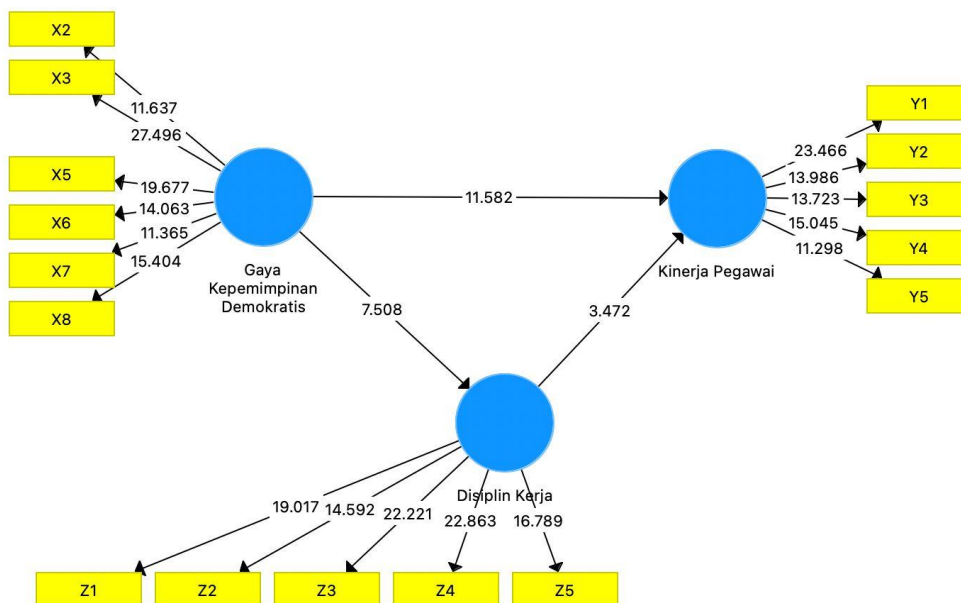 X2
X3
X5
X6
X7
X8
11.637
27.496
19.677
14.063
11.365
15.404
Gaya
Kepemimpinan
Demokratis
11.582
7.508
3.472
Kinerja Pegawai
23.466
13.986
13.723
15.045
11.298
Y1
Y2
Y3
Y4
Y5
Disiplin Kerja
19.017
14.592
22.221
22.863
16.789
Z1
Z2
Z3
Z4
Z5